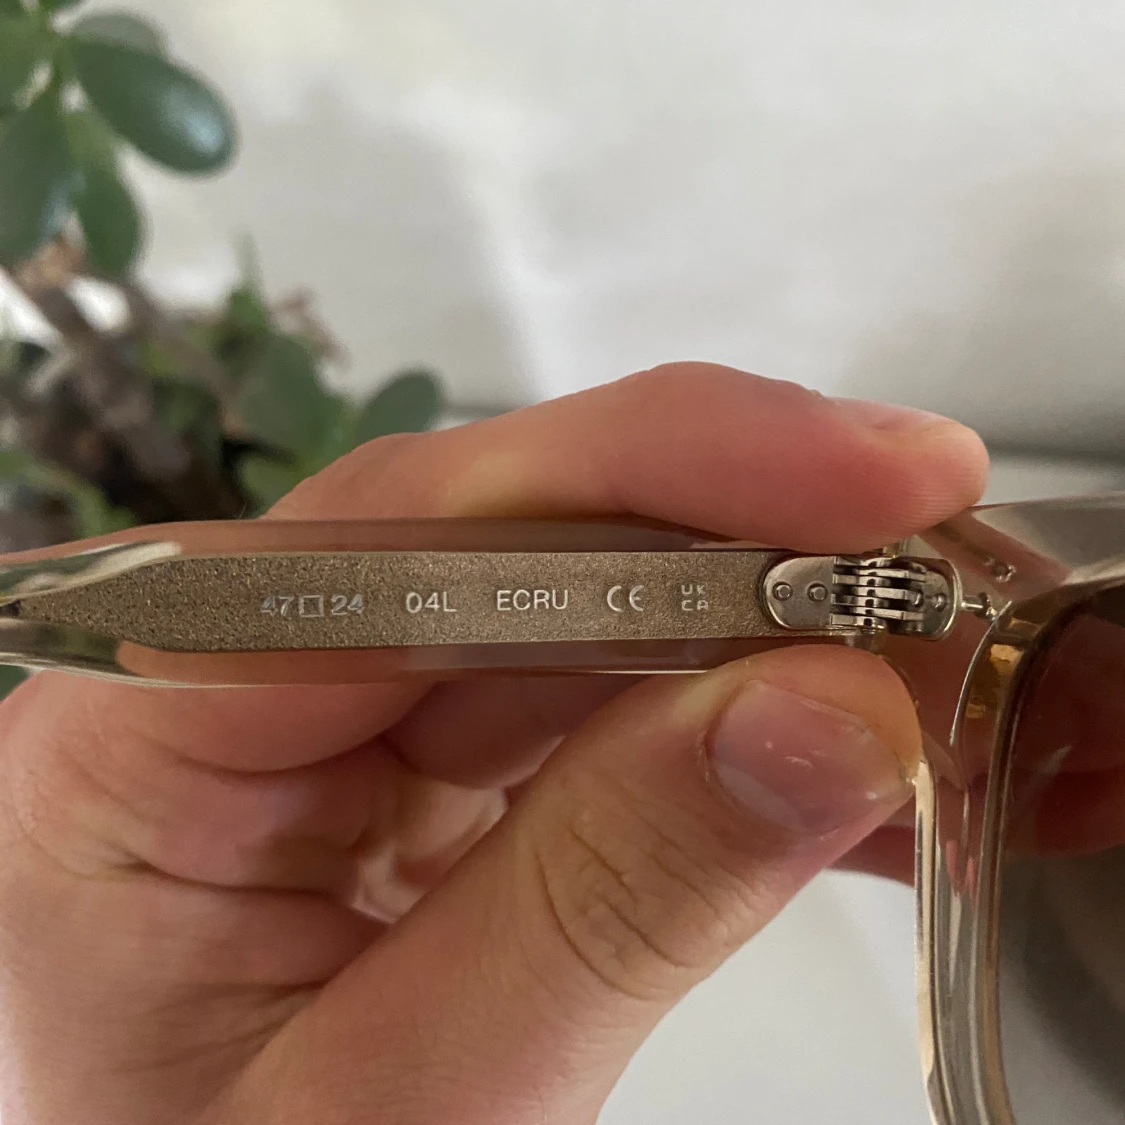 47□24 04L ECRU CE UK CA